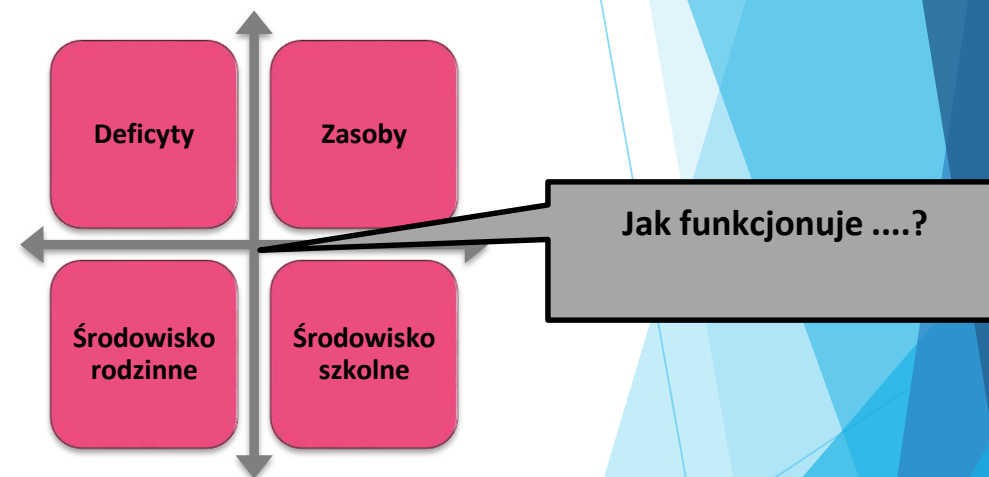 Deficyty
Zasoby
Jak funkcjonuje ....?
Środowisko
rodzinne
Środowisko
szkolne